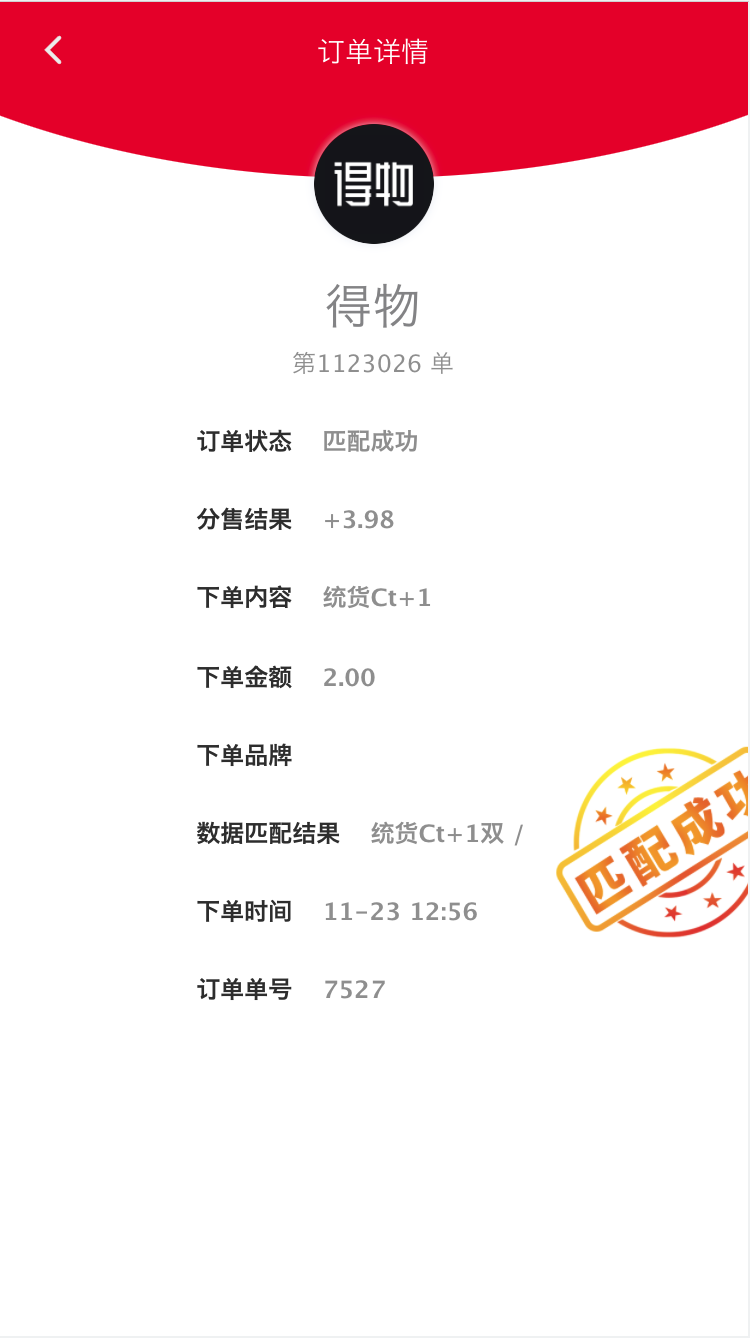 订单详情
得物
得物
第1123026 单
订单状态 匹配成功
分售结果 +3.98
下单内容 统货Ct+1
下单金额 2.00
下单品牌
数据匹配结果 统货Ct+1双 /
匹配成功
下单时间 11-23 12:56
订单单号 7527